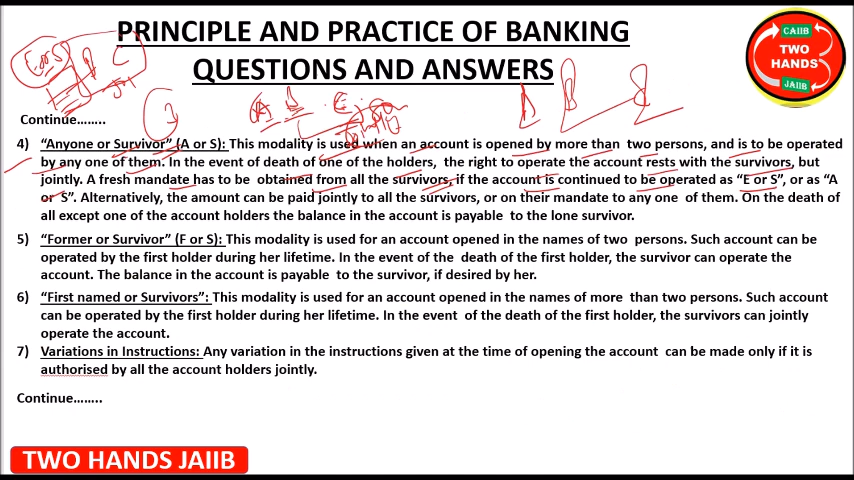 PRINCIPLE AND PRACTICE OF BANKING
QUESTIONS AND ANSWERS
CAIIB
TWO
HANDS
JAIIB
E or S
Continue……..
4) “Anyone or Survivor” (A or S): This modality is used when an account is opened by more than two persons, and is to be operated
by any one of them. In the event of death of one of the holders, the right to operate the account rests with the survivors, but
jointly. A fresh mandate has to be obtained from all the survivors, if the account is continued to be operated as “E or S”, or as “A
or S”. Alternatively, the amount can be paid jointly to all the survivors, or on their mandate to any one of them. On the death of
all except one of the account holders the balance in the account is payable to the lone survivor.
5) “Former or Survivor” (F or S): This modality is used for an account opened in the names of two persons. Such account can be
operated by the first holder during her lifetime. In the event of the death of the first holder, the survivor can operate the
account. The balance in the account is payable to the survivor, if desired by her.
6) “First named or Survivors”: This modality is used for an account opened in the names of more than two persons. Such account
can be operated by the first holder during her lifetime. In the event of the death of the first holder, the survivors can jointly
operate the account.
7) Variations in Instructions: Any variation in the instructions given at the time of opening the account can be made only if it is
authorised by all the account holders jointly.
Continue……..
TWO HANDS JAIIB